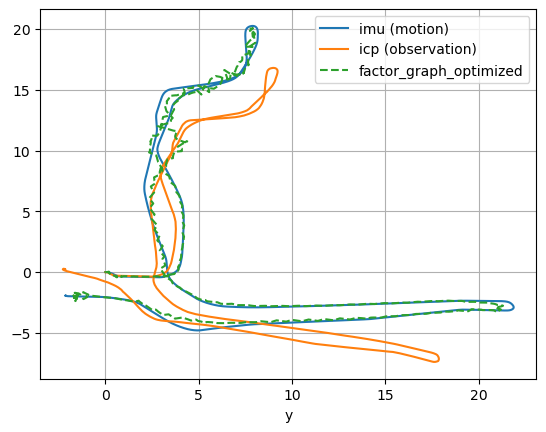 imu (motion)
icp (observation)
factor_graph_optimized
20
15
10
5
0
−5
0 5 10 15 20
y